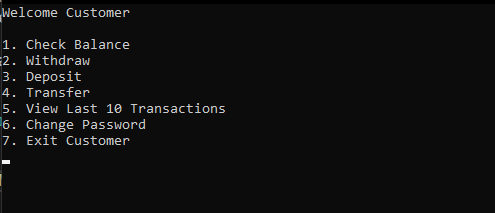 Welcome Customer
1. Check Balance
2. Withdraw
3. Deposit
4. Transfer
5. View Last 10 Transactions
6. Change Password
7. Exit Customer